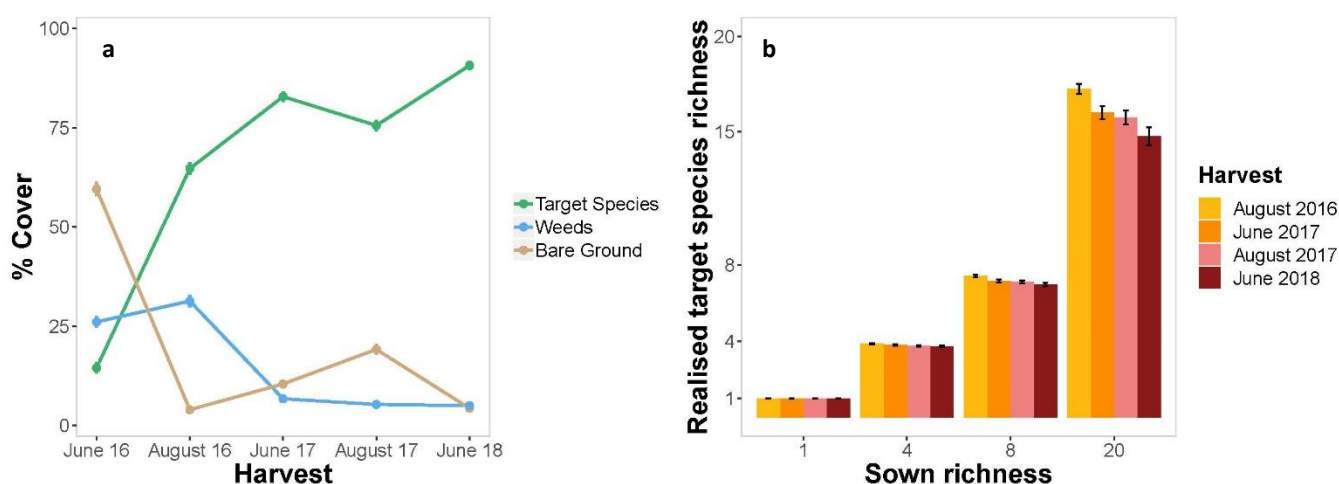 a
% Cover
100
75
50
25
0
June 16 August 16 June 17 August 17 June 18
Harvest
Target Species
Weeds
Bare Ground
b
Realised target species richness
20
15
8
4
1
1 4 8 20
Sown richness
Harvest
August 2016
June 2017
August 2017
June 2018